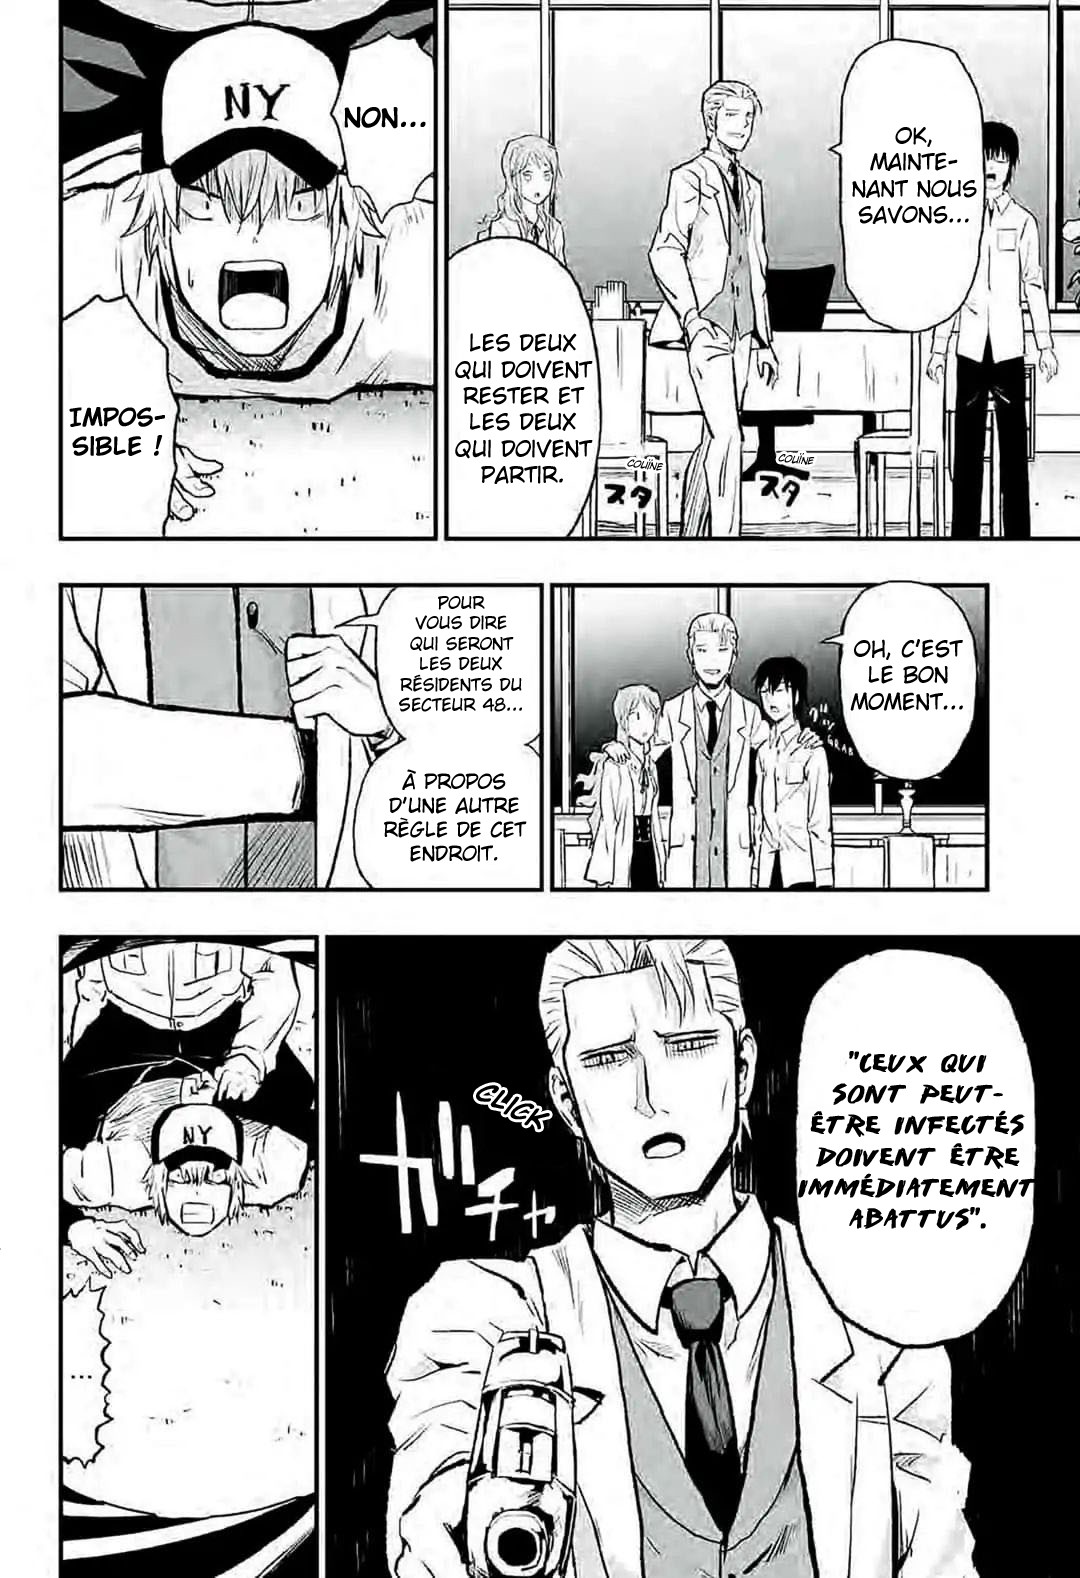 OK,
MAINTE-
NANT NOUS
SAVONS...
LES DEUX
QUI DOIVENT
RESTER ET
LES DEUX
QUI DOIVENT
PARTIR.
COUÏNE
スタ
COUÏNE
スタ
NON...
NY
IMPOS-
SIBLE !
OH, C'EST
LE BON
MOMENT...
GRAB
POUR
VOUS DIRE
QUI SERONT
LES DEUX
RÉSIDENTS DU
SECTEUR 48...
À PROPOS
D'UNE AUTRE
RÈGLE DE CET
ENDROIT.
"CEUX QUI
SONT PEUT-
ÊTRE INFECTÉS
DOIVENT ÊTRE
IMMÉDIATEMENT
ABATTUS".
CLICK
ガチャ
NY
...